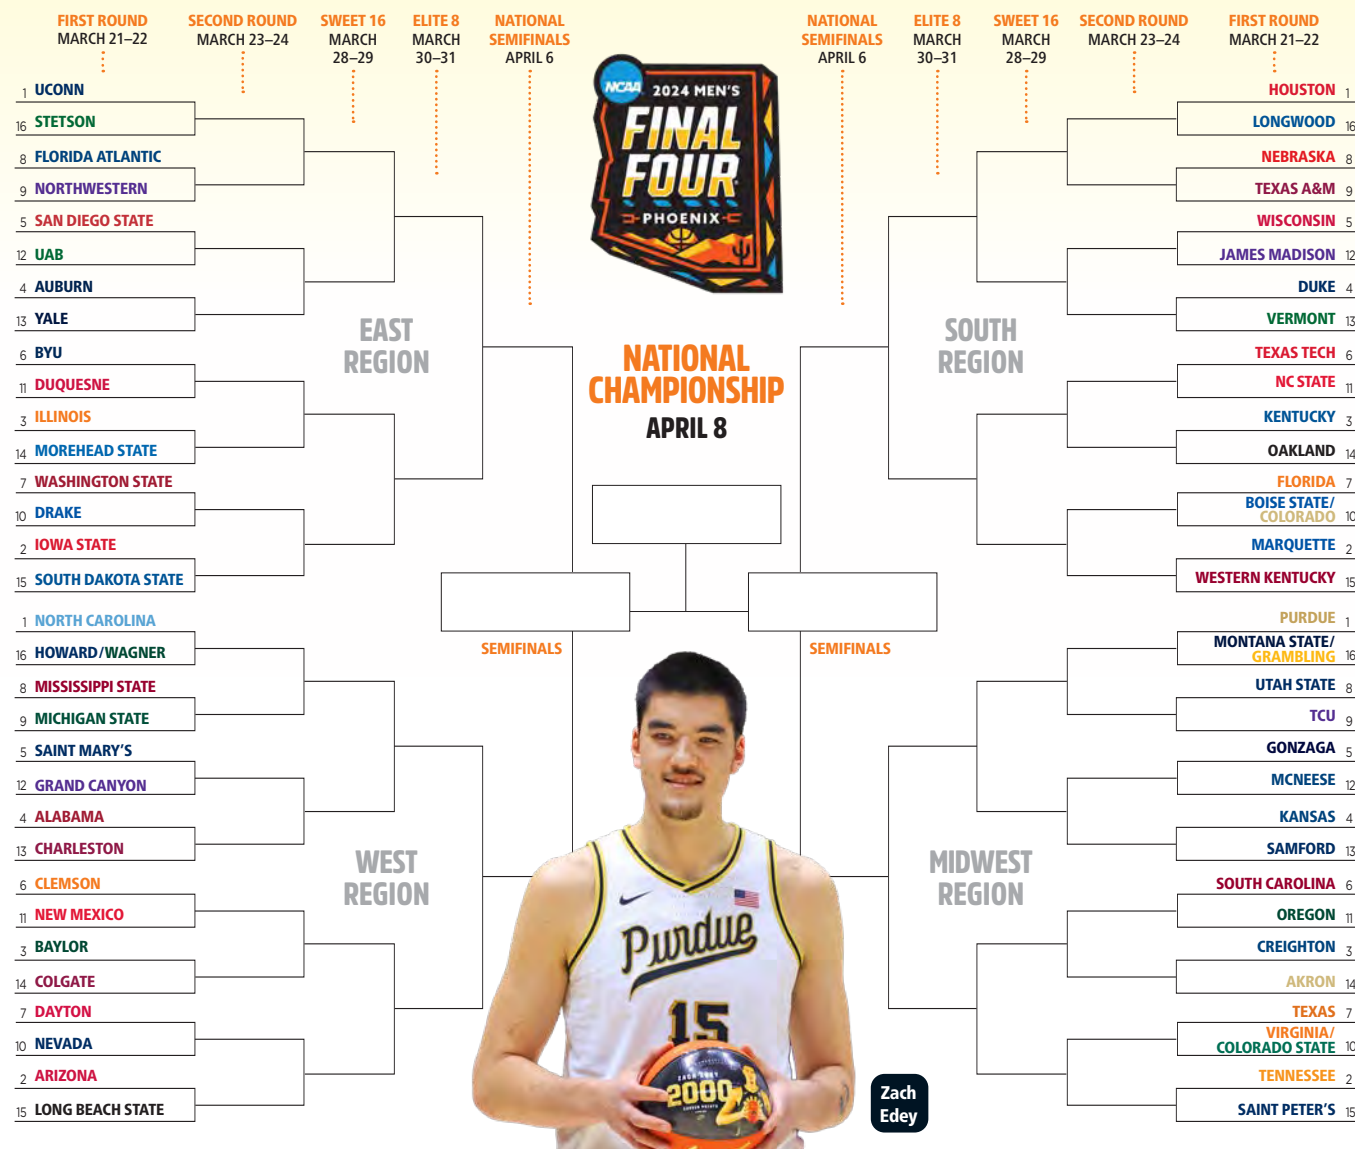 FIRST ROUND
MARCH 21–22
SECOND ROUND
MARCH 23–24
SWEET 16
MARCH
28–29
ELITE 8
MARCH
30–31
NATIONAL
SEMIFINALS
APRIL 6
NATIONAL
SEMIFINALS
APRIL 6
ELITE 8
MARCH
30–31
SWEET 16
MARCH
28–29
SECOND ROUND
MARCH 23–24
FIRST ROUND
MARCH 21–22
1 UCONN
16 STETSON
8 FLORIDA ATLANTIC
9 NORTHWESTERN
5 SAN DIEGO STATE
12 UAB
4 AUBURN
13 YALE
6 BYU
11 DUQUESNE
3 ILLINOIS
14 MOREHEAD STATE
7 WASHINGTON STATE
10 DRAKE
2 IOWA STATE
15 SOUTH DAKOTA STATE
EAST
REGION
1 NORTH CAROLINA
16 HOWARD/WAGNER
8 MISSISSIPPI STATE
9 MICHIGAN STATE
5 SAINT MARY'S
12 GRAND CANYON
4 ALABAMA
13 CHARLESTON
6 CLEMSON
11 NEW MEXICO
3 BAYLOR
14 COLGATE
7 DAYTON
10 NEVADA
2 ARIZONA
15 LONG BEACH STATE
WEST
REGION
NCAA
2024 MEN'S
FINAL
FOUR
PHOENIX
NATIONAL
CHAMPIONSHIP
APRIL 8
SEMIFINALS
SEMIFINALS
Purdue
15
ZACH EDEY
2000
CAREER POINTS
Zach
Edey
HOUSTON 1
LONGWOOD 16
NEBRASKA 8
TEXAS A&M 9
WISCONSIN 5
JAMES MADISON 12
DUKE 4
VERMONT 13
TEXAS TECH 6
NC STATE 11
KENTUCKY 3
OAKLAND 14
FLORIDA 7
BOISE STATE/
COLORADO 10
MARQUETTE 2
WESTERN KENTUCKY 15
SOUTH
REGION
PURDUE 1
MONTANA STATE/
GRAMBLING 16
UTAH STATE 8
TCU 9
GONZAGA 5
MCNEESE 12
KANSAS 4
SAMFORD 13
SOUTH CAROLINA 6
OREGON 11
CREIGHTON 3
AKRON 14
TEXAS 7
VIRGINIA/
COLORADO STATE 10
TENNESSEE 2
SAINT PETER'S 15
MIDWEST
REGION